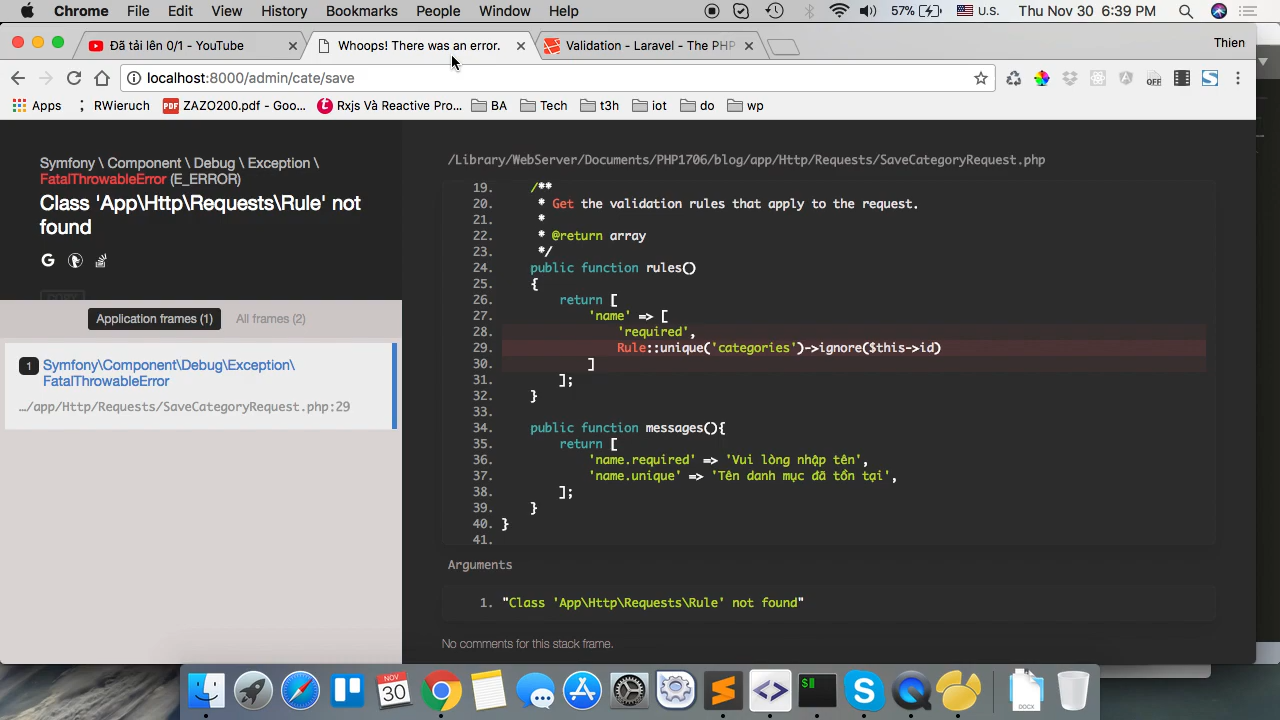 Chrome File Edit View History Bookmarks People Window Help 57% U.S. Thu Nov 30 6:39 PM
Đã tải lên 0/1 - YouTube Whoops! There was an error. Validation - Laravel - The PHP Thien
localhost:8000/admin/cate/save OFF
Apps RWieruch PDF ZAZO200.pdf - Goo... Rxjs Và Reactive Pro... BA Tech t3h iot do wp
Symfony \ Component \ Debug \ Exception \
FatalThrowableError (E_ERROR)
Class 'App\Http\Requests\Rule' not
found
COPY
Application frames (1) All frames (2)
1 Symfony\Component\Debug\Exception\
FatalThrowableError
…/app/Http/Requests/SaveCategoryRequest.php:29
/Library/WebServer/Documents/PHP1706/blog/app/Http/Requests/SaveCategoryRequest.php
19. /**
20. * Get the validation rules that apply to the request.
21. *
22. * @return array
23. */
24. public function rules()
25. {
26. return [
27. 'name' => [
28. 'required',
29. Rule::unique('categories')->ignore($this->id)
30. ]
31. ];
32. }
33.
34. public function messages(){
35. return [
36. 'name.required' => 'Vui lòng nhập tên',
37. 'name.unique' => 'Tên danh mục đã tồn tại',
38. ];
39. }
40. }
41.
Arguments
1. "Class 'App\Http\Requests\Rule' not found"
No comments for this stack frame.
NOV
30
DOCX